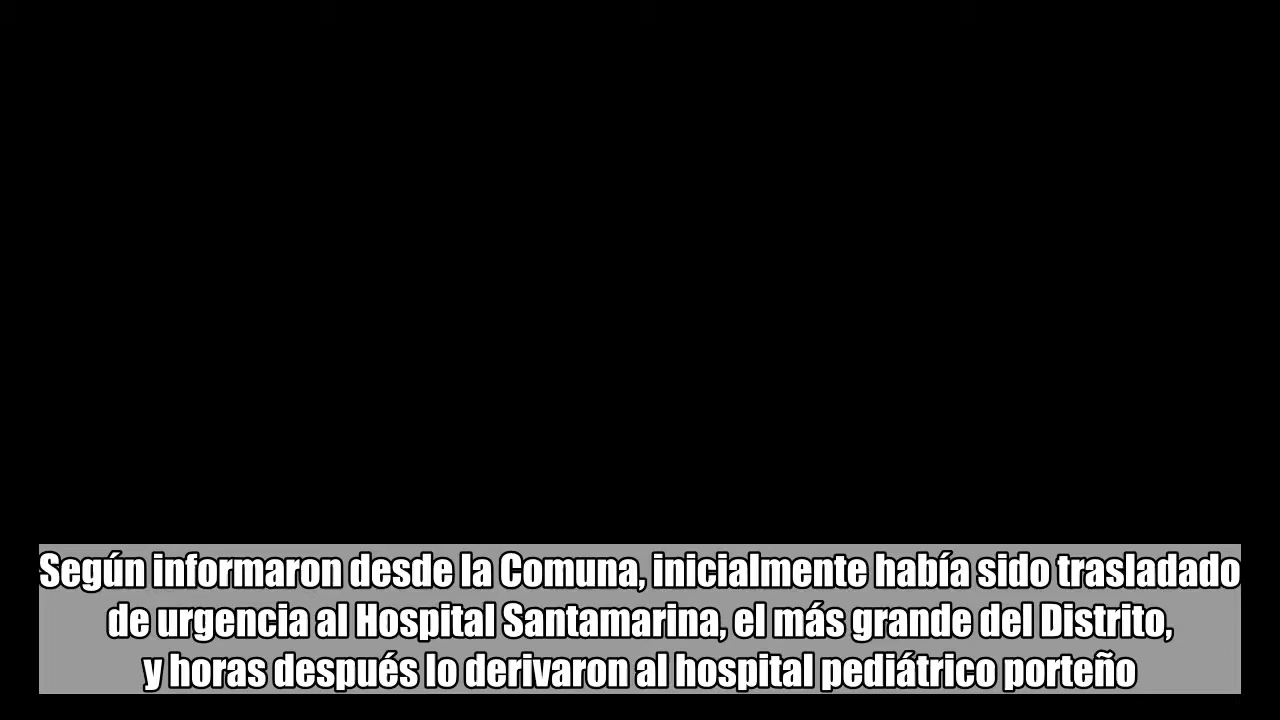 Según informaron desde la Comuna, inicialmente había sido trasladado
de urgencia al Hospital Santamarina, el más grande del Distrito,
y horas después lo derivaron al hospital pediátrico porteño